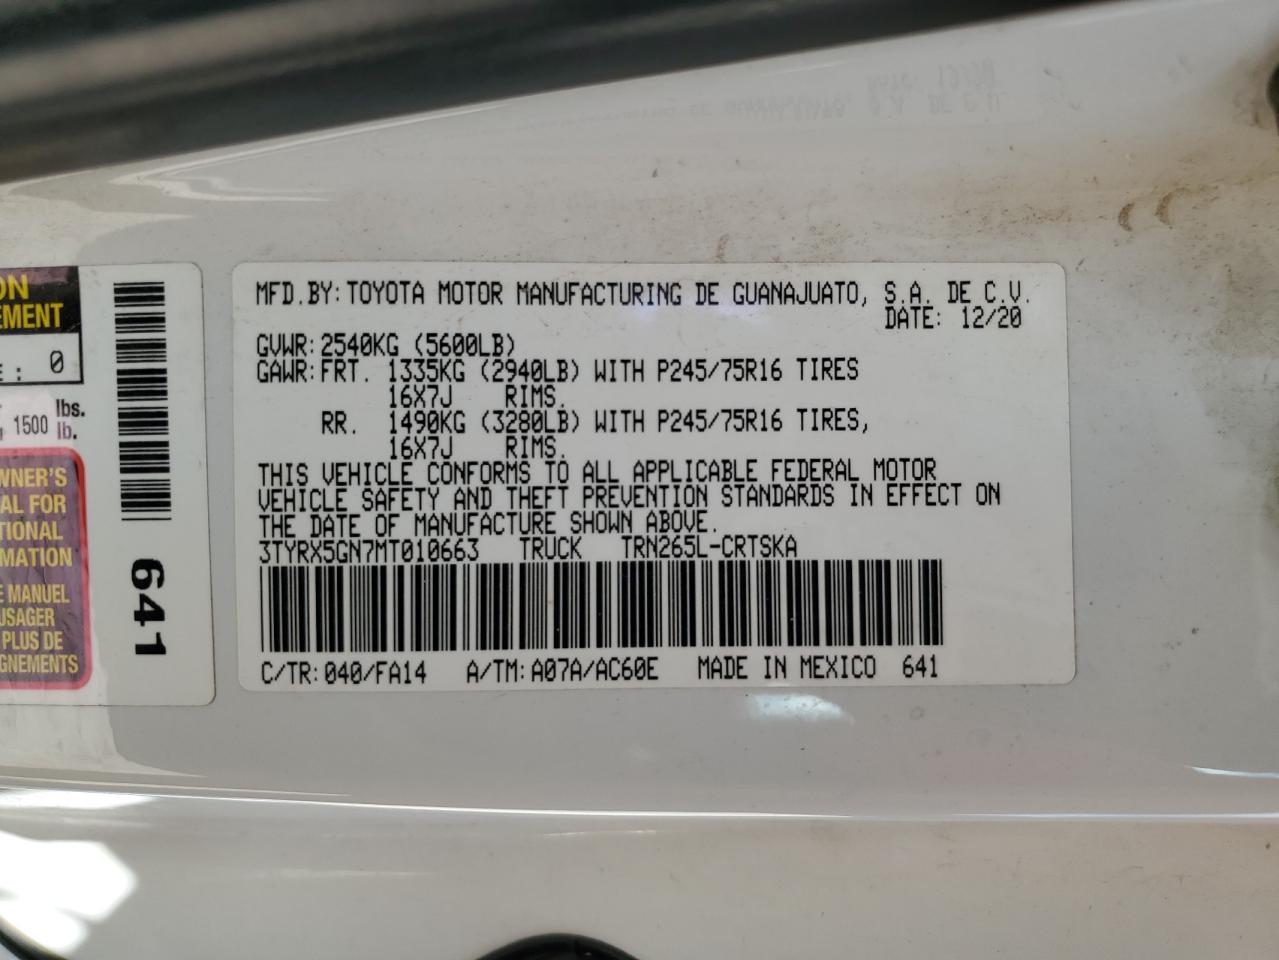 MFD.BY: TOYOTA MOTOR MANUFACTURING DE GUANAJUATO, S.A. DE C.V.
DATE: 12/20
GVWR: 2540KG (5600LB)
GAWR: FRT. 1335KG (2940LB) WITH P245/75R16 TIRES
16X7J RIMS.
RR. 1490KG (3280LB) WITH P245/75R16 TIRES,
16X7J RIMS.
THIS VEHICLE CONFORMS TO ALL APPLICABLE FEDERAL MOTOR
VEHICLE SAFETY AND THEFT PREVENTION STANDARDS IN EFFECT ON
THE DATE OF MANUFACTURE SHOWN ABOVE.
3TYRX5GN7MT010663 TRUCK TRN265L-CRTSKA
C/TR: 040/FA14 A/TM: A07A/AC60E MADE IN MEXICO 641
ON
EMENT
E : 0
lbs.
1500 lb.
WNER'S
AL FOR
TIONAL
MATION
E MANUEL
USAGER
PLUS DE
GNEMENTS
641